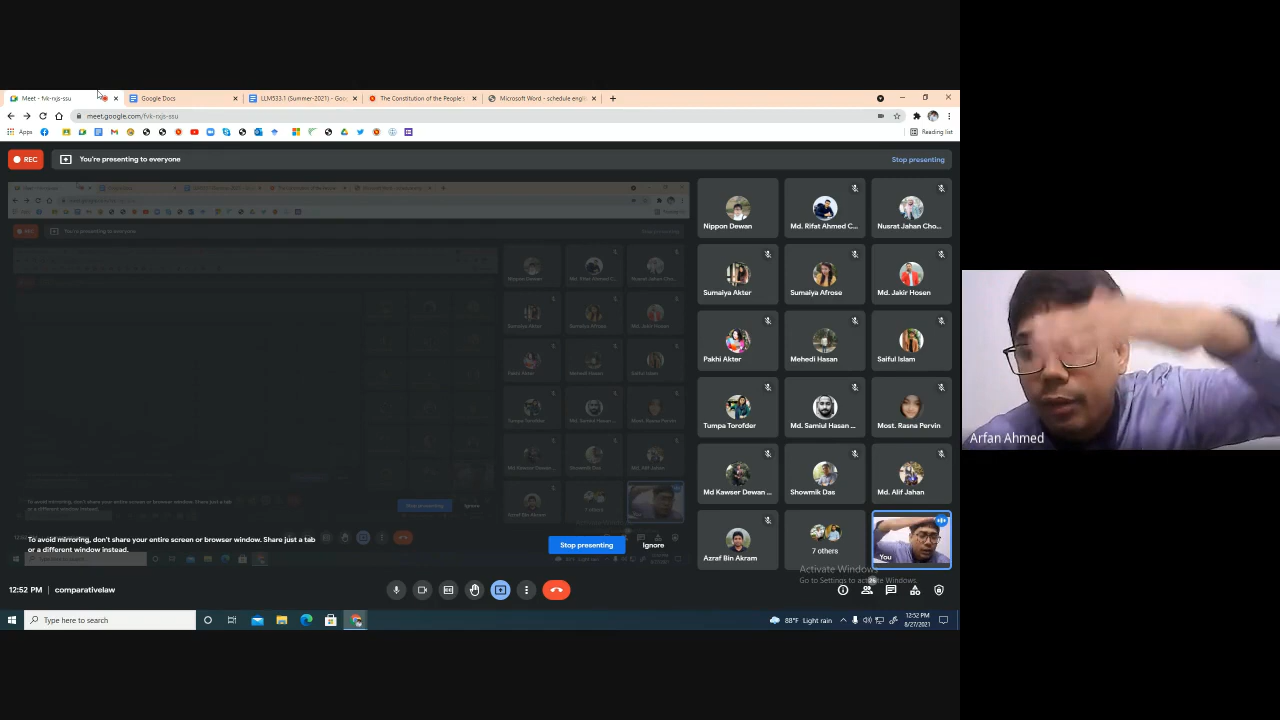 Meet - fvk-njs-ssu
Google Docs
LLM533.1 (Summer-2021) - Goo
The Constitution of the People's
Microsoft Word - schedule engl
meet.google.com/fvk-njs-ssu
Apps
Reading list
REC
You're presenting to everyone
Stop presenting
Nippon Dewan
Md. Rifat Ahmed C...
Nusrat Jahan Cho...
Sumaiya Akter
Sumaiya Afrose
Md. Jakir Hosen
Pakhi Akter
Mehedi Hasan
Saiful Islam
Arfan Ahmed
Tumpa Torofder
Md. Samiul Hasan ...
Most. Rasna Pervin
Md Kawser Dewan ...
Showmik Das
Md. Alif Jahan
To avoid mirroring, don't share your entire screen or browser window. Share just a tab
or a different window instead.
Stop presenting
Ignore
Azraf Bin Akram
7 others
You
Activate Windows
Go to Settings to activate Windows.
12:52 PM
comparativelaw
26
Type here to search
88°F Light rain
12:52 PM
8/27/2021